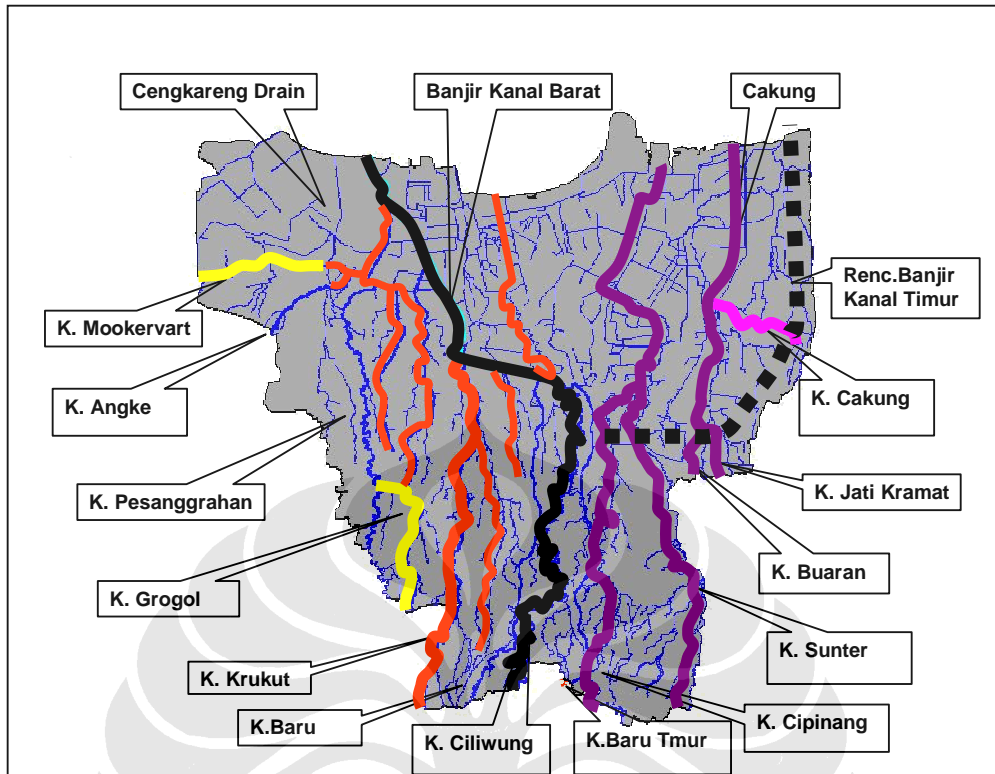 Cengkareng Drain
Banjir Kanal Barat
Cakung
Renc.Banjir
Kanal Timur
K. Mookervart
K. Angke
K. Cakung
K. Pesanggrahan
K. Jati Kramat
K. Grogol
K. Buaran
K. Sunter
K. Krukut
K.Baru
K. Ciliwung
K.Baru Tmur
K. Cipinang